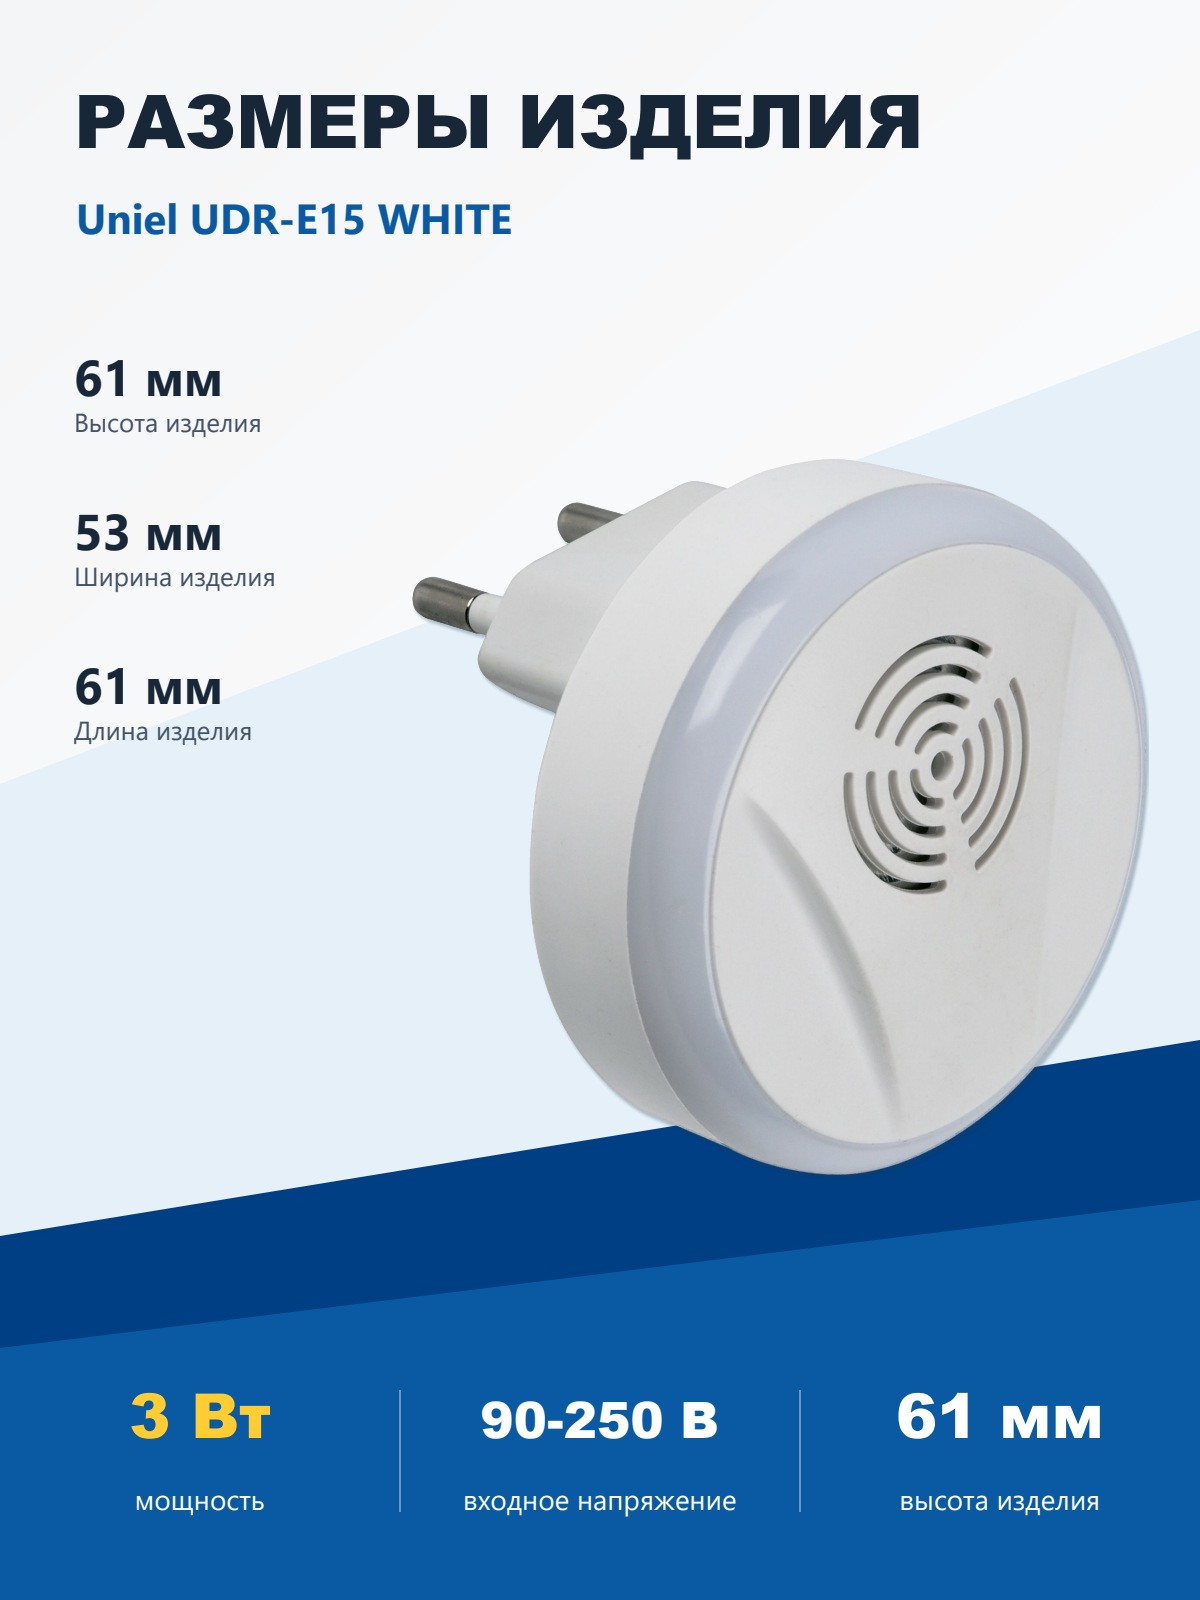 РАЗМЕРЫ ИЗДЕЛИЯ
Uniel UDR-E15 WHITE
61 мм
Высота изделия
53 мм
Ширина изделия
61 мм
Длина изделия
3 Вт
мощность
90-250 В
входное напряжение
61 мм
высота изделия